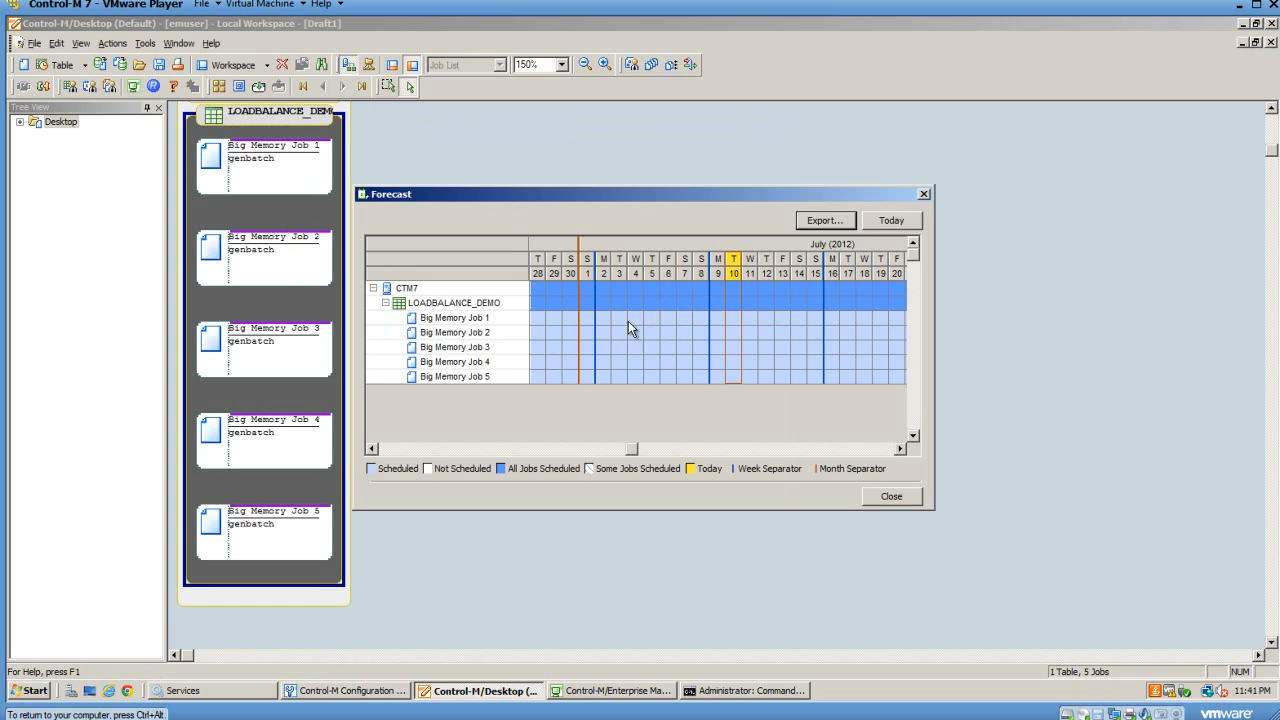 Control-M 7 - VMware Player File Virtual Machine Help
Control-M/Desktop (Default) - [emuser] - Local Workspace - [Draft1]
File Edit View Actions Tools Window Help
Table Workspace Job List 150%
Tree View
Desktop
LOADBALANCE_DEM
Big Memory Job 1
genbatch
Big Memory Job 2
genbatch
Big Memory Job 3
genbatch
Big Memory Job 4
genbatch
Big Memory Job 5
genbatch
Forecast
Export... Today
July (2012)
T F S S M T W T F S S M T W T F S S M T W T F
28 29 30 1 2 3 4 5 6 7 8 9 10 11 12 13 14 15 16 17 18 19 20
CTM7
LOADBALANCE_DEMO
Big Memory Job 1
Big Memory Job 2
Big Memory Job 3
Big Memory Job 4
Big Memory Job 5
Scheduled Not Scheduled All Jobs Scheduled Some Jobs Scheduled Today Week Separator Month Separator
Close
For Help, press F1 1 Table, 5 Jobs NUM
Start Services Control-M Configuration ... Control-M/Desktop (... Control-M/Enterprise Ma... Administrator: Command... 11:41 PM
To return to your computer, press Ctrl+Alt. vmware